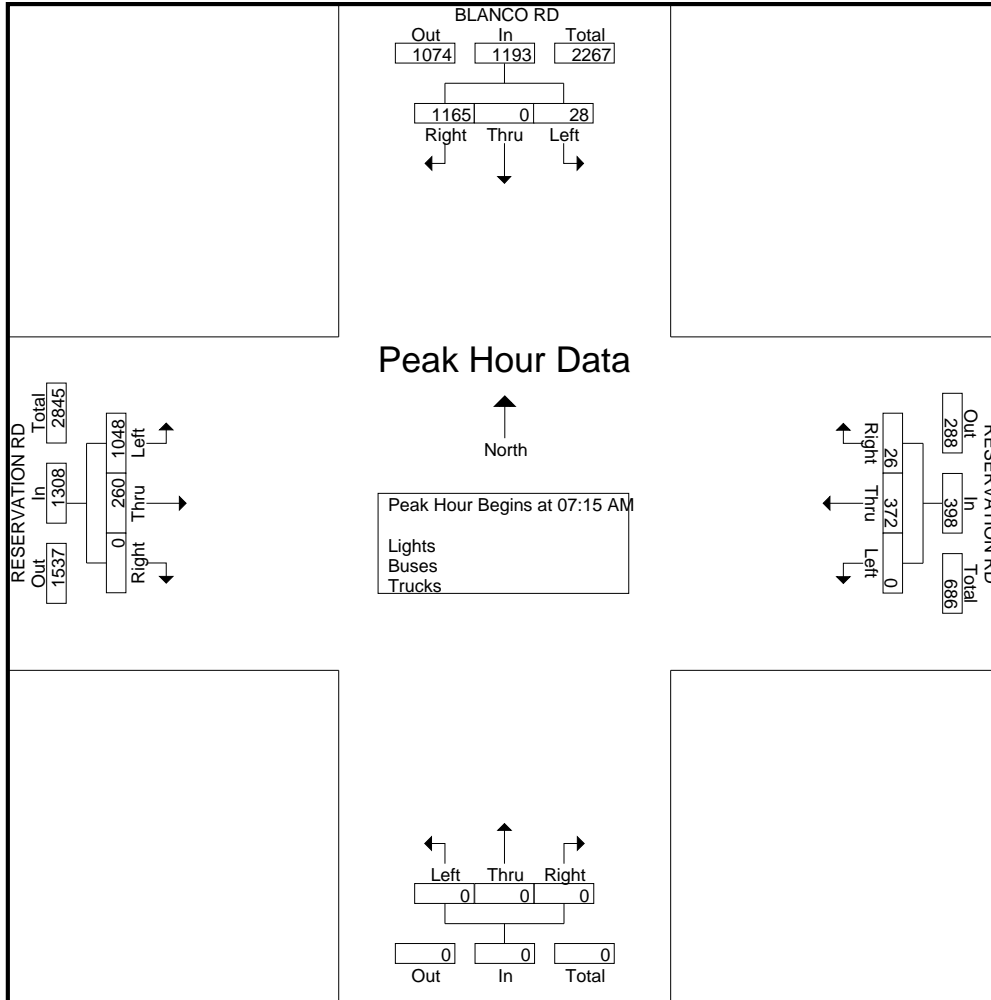 BLANCO RD
Out In Total
1074 1193 2267
1165 0 28
Right Thru Left
Peak Hour Data
North
Peak Hour Begins at 07:15 AM
Lights
Buses
Trucks
RESERVATION RD
Out In Total
1537 1308 2845
0 260 1048
Right Thru Left
RESERVATION RD
Out In Total
288 398 686
26 372 0
Right Thru Left
Left Thru Right
0 0 0
0 0 0
Out In Total